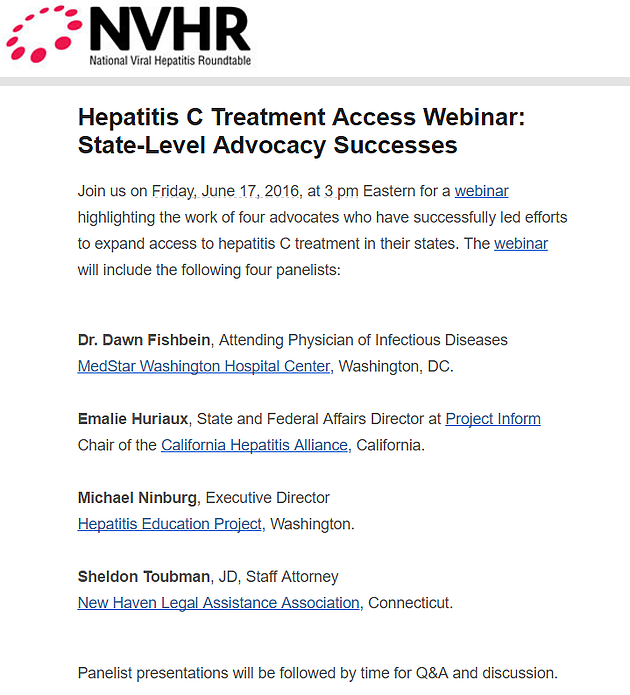 NVHR
National Viral Hepatitis Roundtable
Hepatitis C Treatment Access Webinar:
State-Level Advocacy Successes
Join us on Friday, June 17, 2016, at 3 pm Eastern for a webinar
highlighting the work of four advocates who have successfully led efforts
to expand access to hepatitis C treatment in their states. The webinar
will include the following four panelists:
Dr. Dawn Fishbein, Attending Physician of Infectious Diseases
MedStar Washington Hospital Center, Washington, DC.
Emalie Huriaux, State and Federal Affairs Director at Project Inform
Chair of the California Hepatitis Alliance, California.
Michael Ninburg, Executive Director
Hepatitis Education Project, Washington.
Sheldon Toubman, JD, Staff Attorney
New Haven Legal Assistance Association, Connecticut.
Panelist presentations will be followed by time for Q&A and discussion.